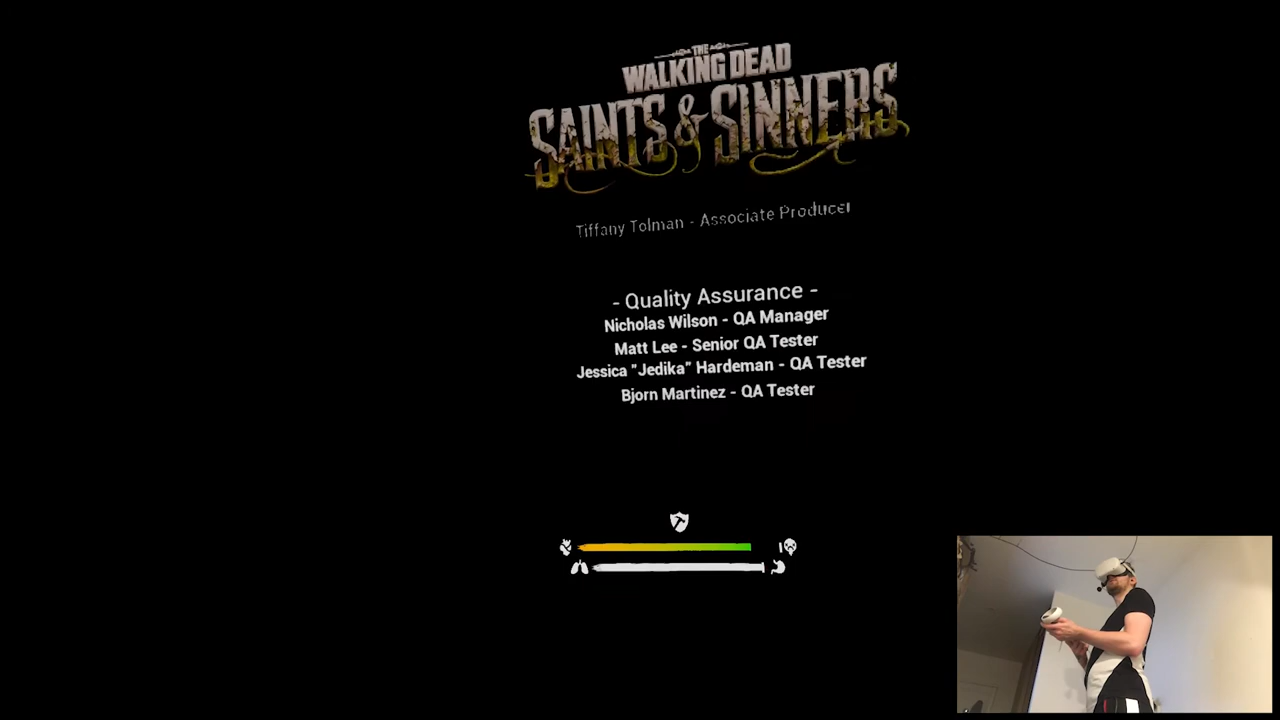 THE
WALKING DEAD
SAINTS & SINNERS
Tiffany Tolman - Associate Producer
- Quality Assurance -
Nicholas Wilson - QA Manager
Matt Lee - Senior QA Tester
Jessica "Jedika" Hardeman - QA Tester
Bjorn Martinez - QA Tester